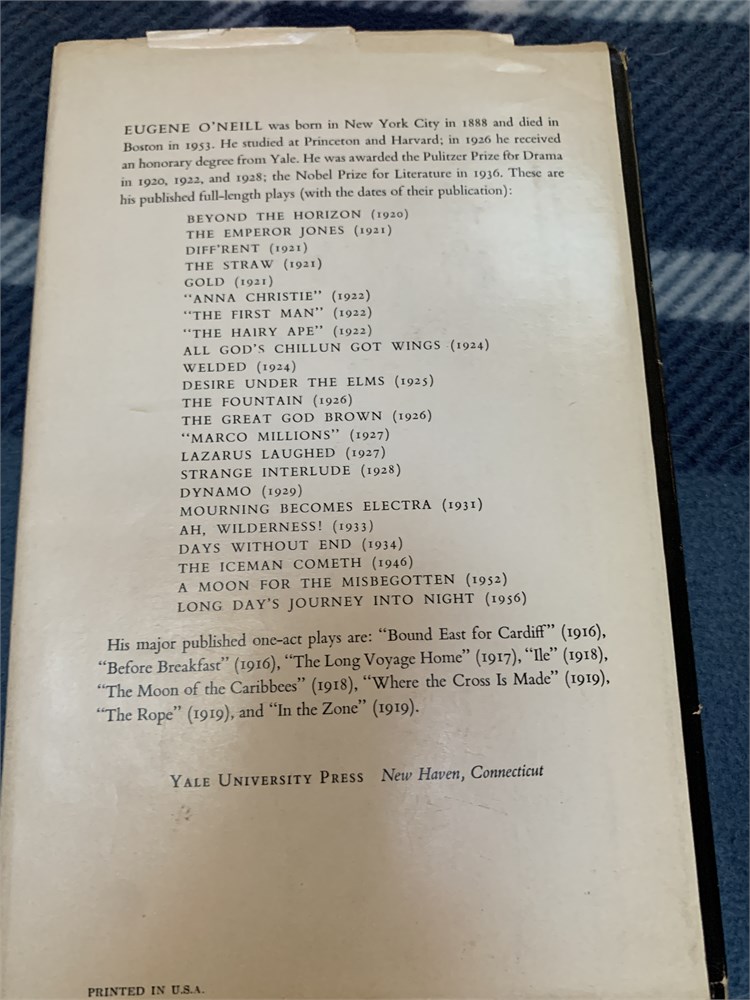 EUGENE O'NEILL was born in New York City in 1888 and died in
Boston in 1953. He studied at Princeton and Harvard; in 1926 he received
an honorary degree from Yale. He was awarded the Pulitzer Prize for Drama
in 1920, 1922, and 1928; the Nobel Prize for Literature in 1936. These are
his published full-length plays (with the dates of their publication):
BEYOND THE HORIZON (1920)
THE EMPEROR JONES (1921)
DIFF'RENT (1921)
THE STRAW (1921)
GOLD (1921)
"ANNA CHRISTIE" (1922)
"THE FIRST MAN" (1922)
"THE HAIRY APE" (1922)
ALL GOD'S CHILLUN GOT WINGS (1924)
WELDED (1924)
DESIRE UNDER THE ELMS (1925)
THE FOUNTAIN (1926)
THE GREAT GOD BROWN (1926)
"MARCO MILLIONS" (1927)
LAZARUS LAUGHED (1927)
STRANGE INTERLUDE (1928)
DYNAMO (1929)
MOURNING BECOMES ELECTRA (1931)
AH, WILDERNESS! (1933)
DAYS WITHOUT END (1934)
THE ICEMAN COMETH (1946)
A MOON FOR THE MISBEGOTTEN (1952)
LONG DAY'S JOURNEY INTO NIGHT (1956)
His major published one-act plays are: "Bound East for Cardiff" (1916),
"Before Breakfast" (1916), "The Long Voyage Home" (1917), "Ile" (1918),
"The Moon of the Caribbees" (1918), "Where the Cross Is Made" (1919),
"The Rope" (1919), and "In the Zone" (1919).
YALE UNIVERSITY PRESS New Haven, Connecticut
PRINTED IN U.S.A.